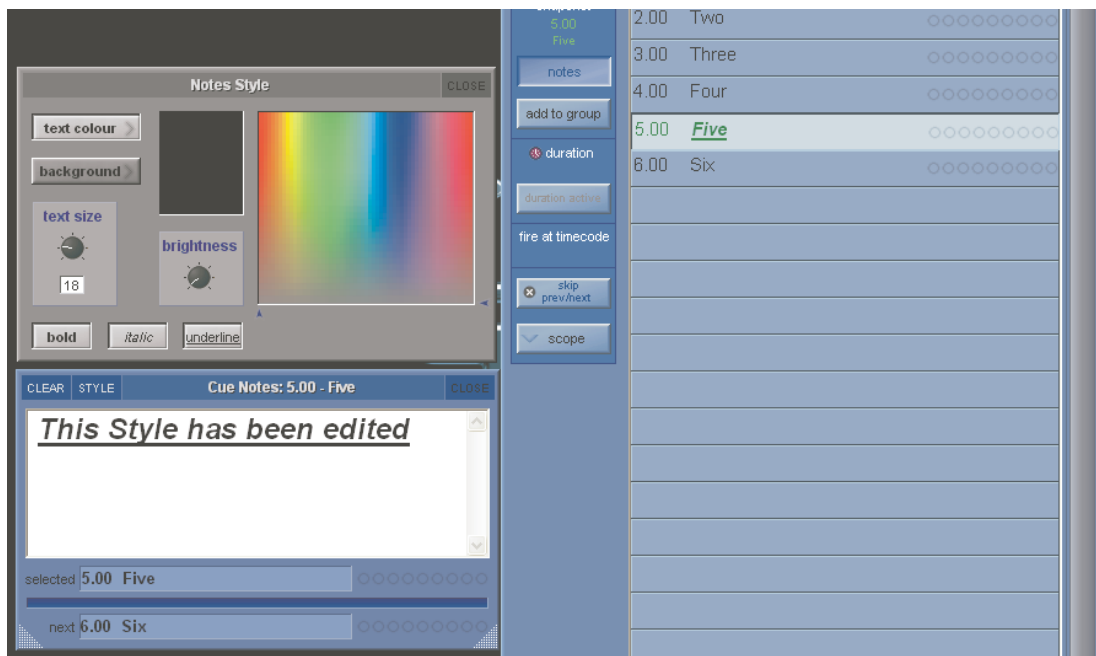 Notes Style CLOSE
text colour
background
text size
18
brightness
bold italic underline
CLEAR STYLE Cue Notes: 5.00 - Five CLOSE
This Style has been edited
selected 5.00 Five
next 6.00 Six
5.00
Five
notes
add to group
duration
duration active
fire at timecode
skip
prev/next
scope
2.00 Two
3.00 Three
4.00 Four
5.00 Five
6.00 Six